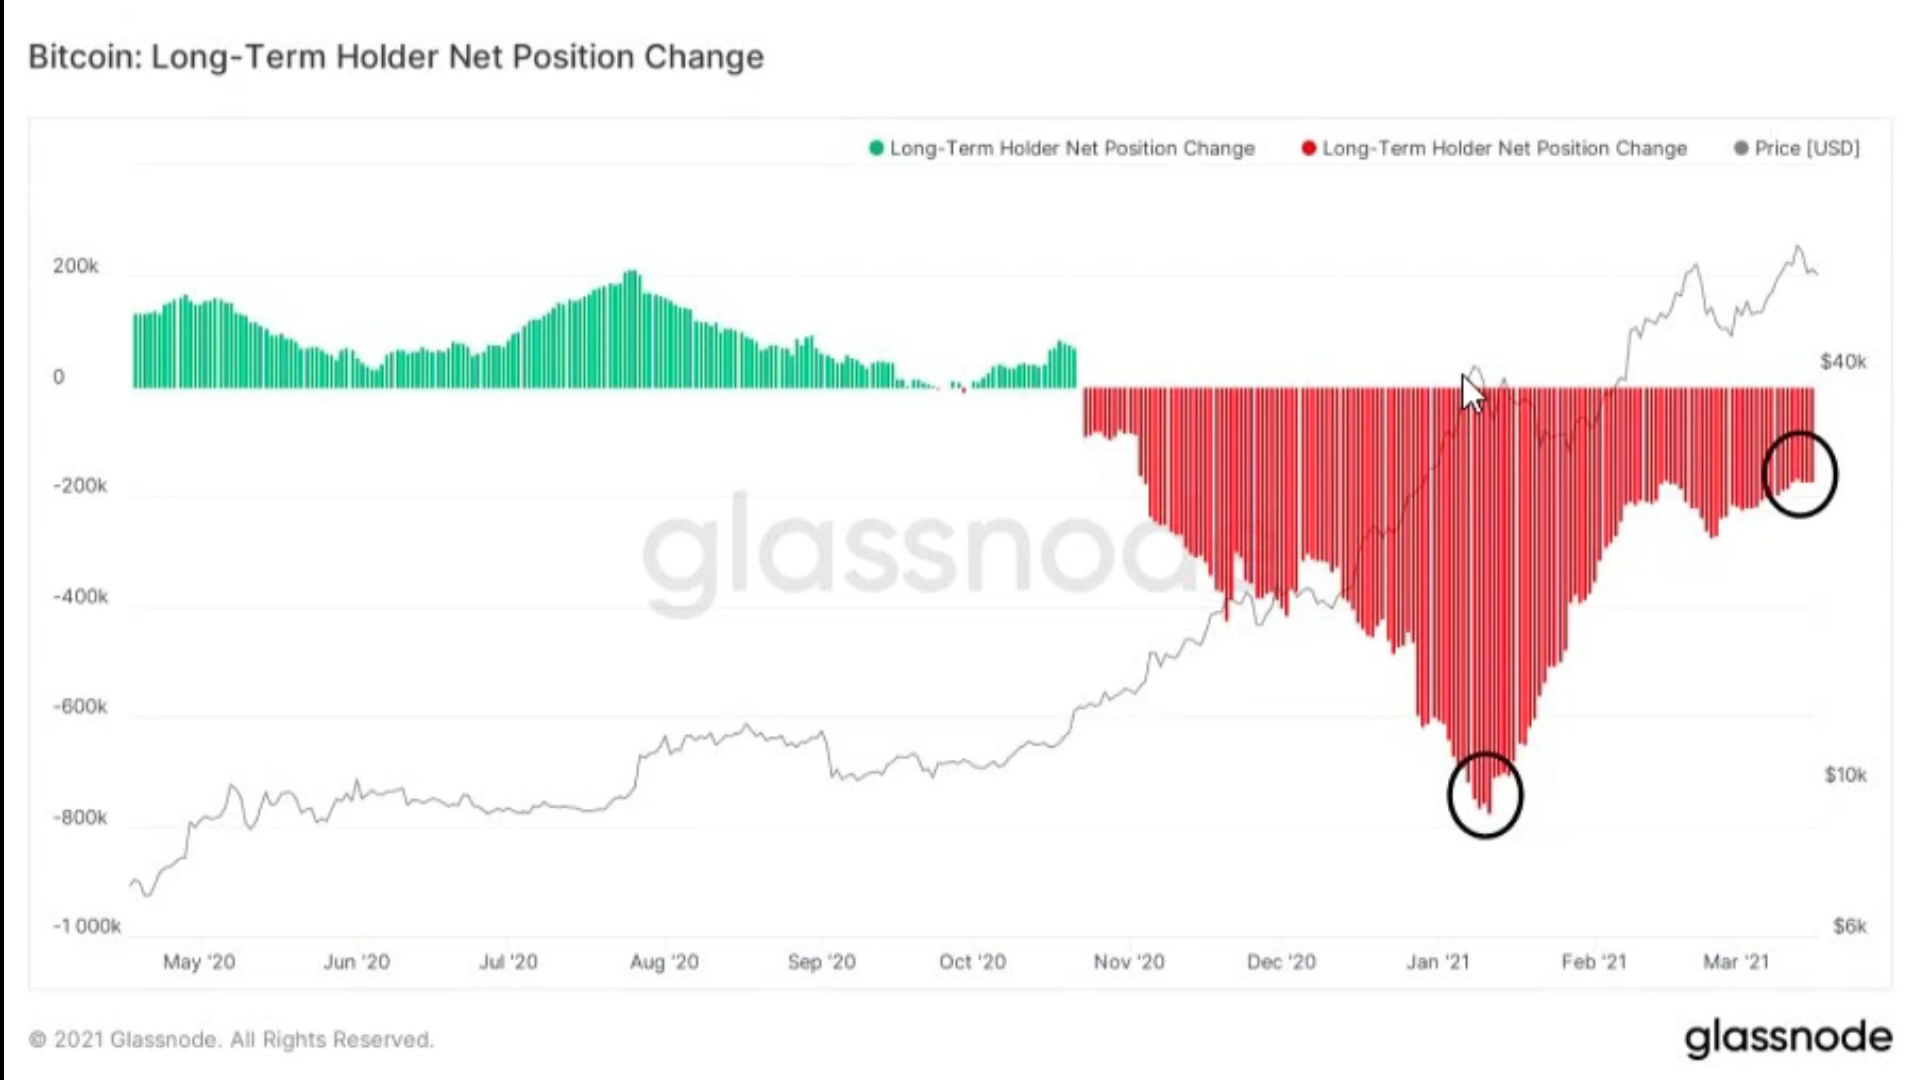 Bitcoin: Long-Term Holder Net Position Change
Long-Term Holder Net Position Change Long-Term Holder Net Position Change Price [USD]
200k
0
$40k
-200k
glassnode
-400k
-600k
$10k
-800k
-1 000k
$6k
May '20 Jun '20 Jul '20 Aug '20 Sep '20 Oct '20 Nov '20 Dec '20 Jan '21 Feb '21 Mar '21
© 2021 Glassnode. All Rights Reserved.
glassnode